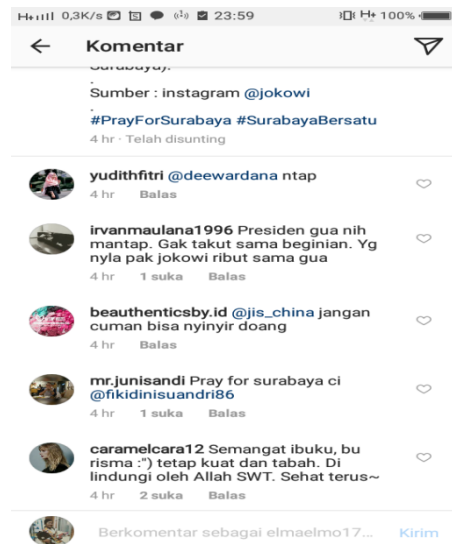 H+ 0,3K/s 23:59 H+ 100%
Komentar
Surabaya).
.
Sumber : instagram @jokowi
.
#PrayForSurabaya #SurabayaBersatu
4 hr · Telah disunting
yudithfitri @deewardana ntap
4 hr Balas
irvanmaulana1996 Presiden gua nih
mantap. Gak takut sama beginian. Yg
nyla pak jokowi ribut sama gua
4 hr 1 suka Balas
beauthenticsby.id @jis_china jangan
cuman bisa nyinyir doang
4 hr Balas
mr.junisandi Pray for surabaya ci
@fikidinisuandri86
4 hr 1 suka Balas
caramelcara12 Semangat ibuku, bu
risma :") tetap kuat dan tabah. Di
lindungi oleh Allah SWT. Sehat terus~
4 hr 2 suka Balas
Berkomentar sebagai elmaelmo17... Kirim